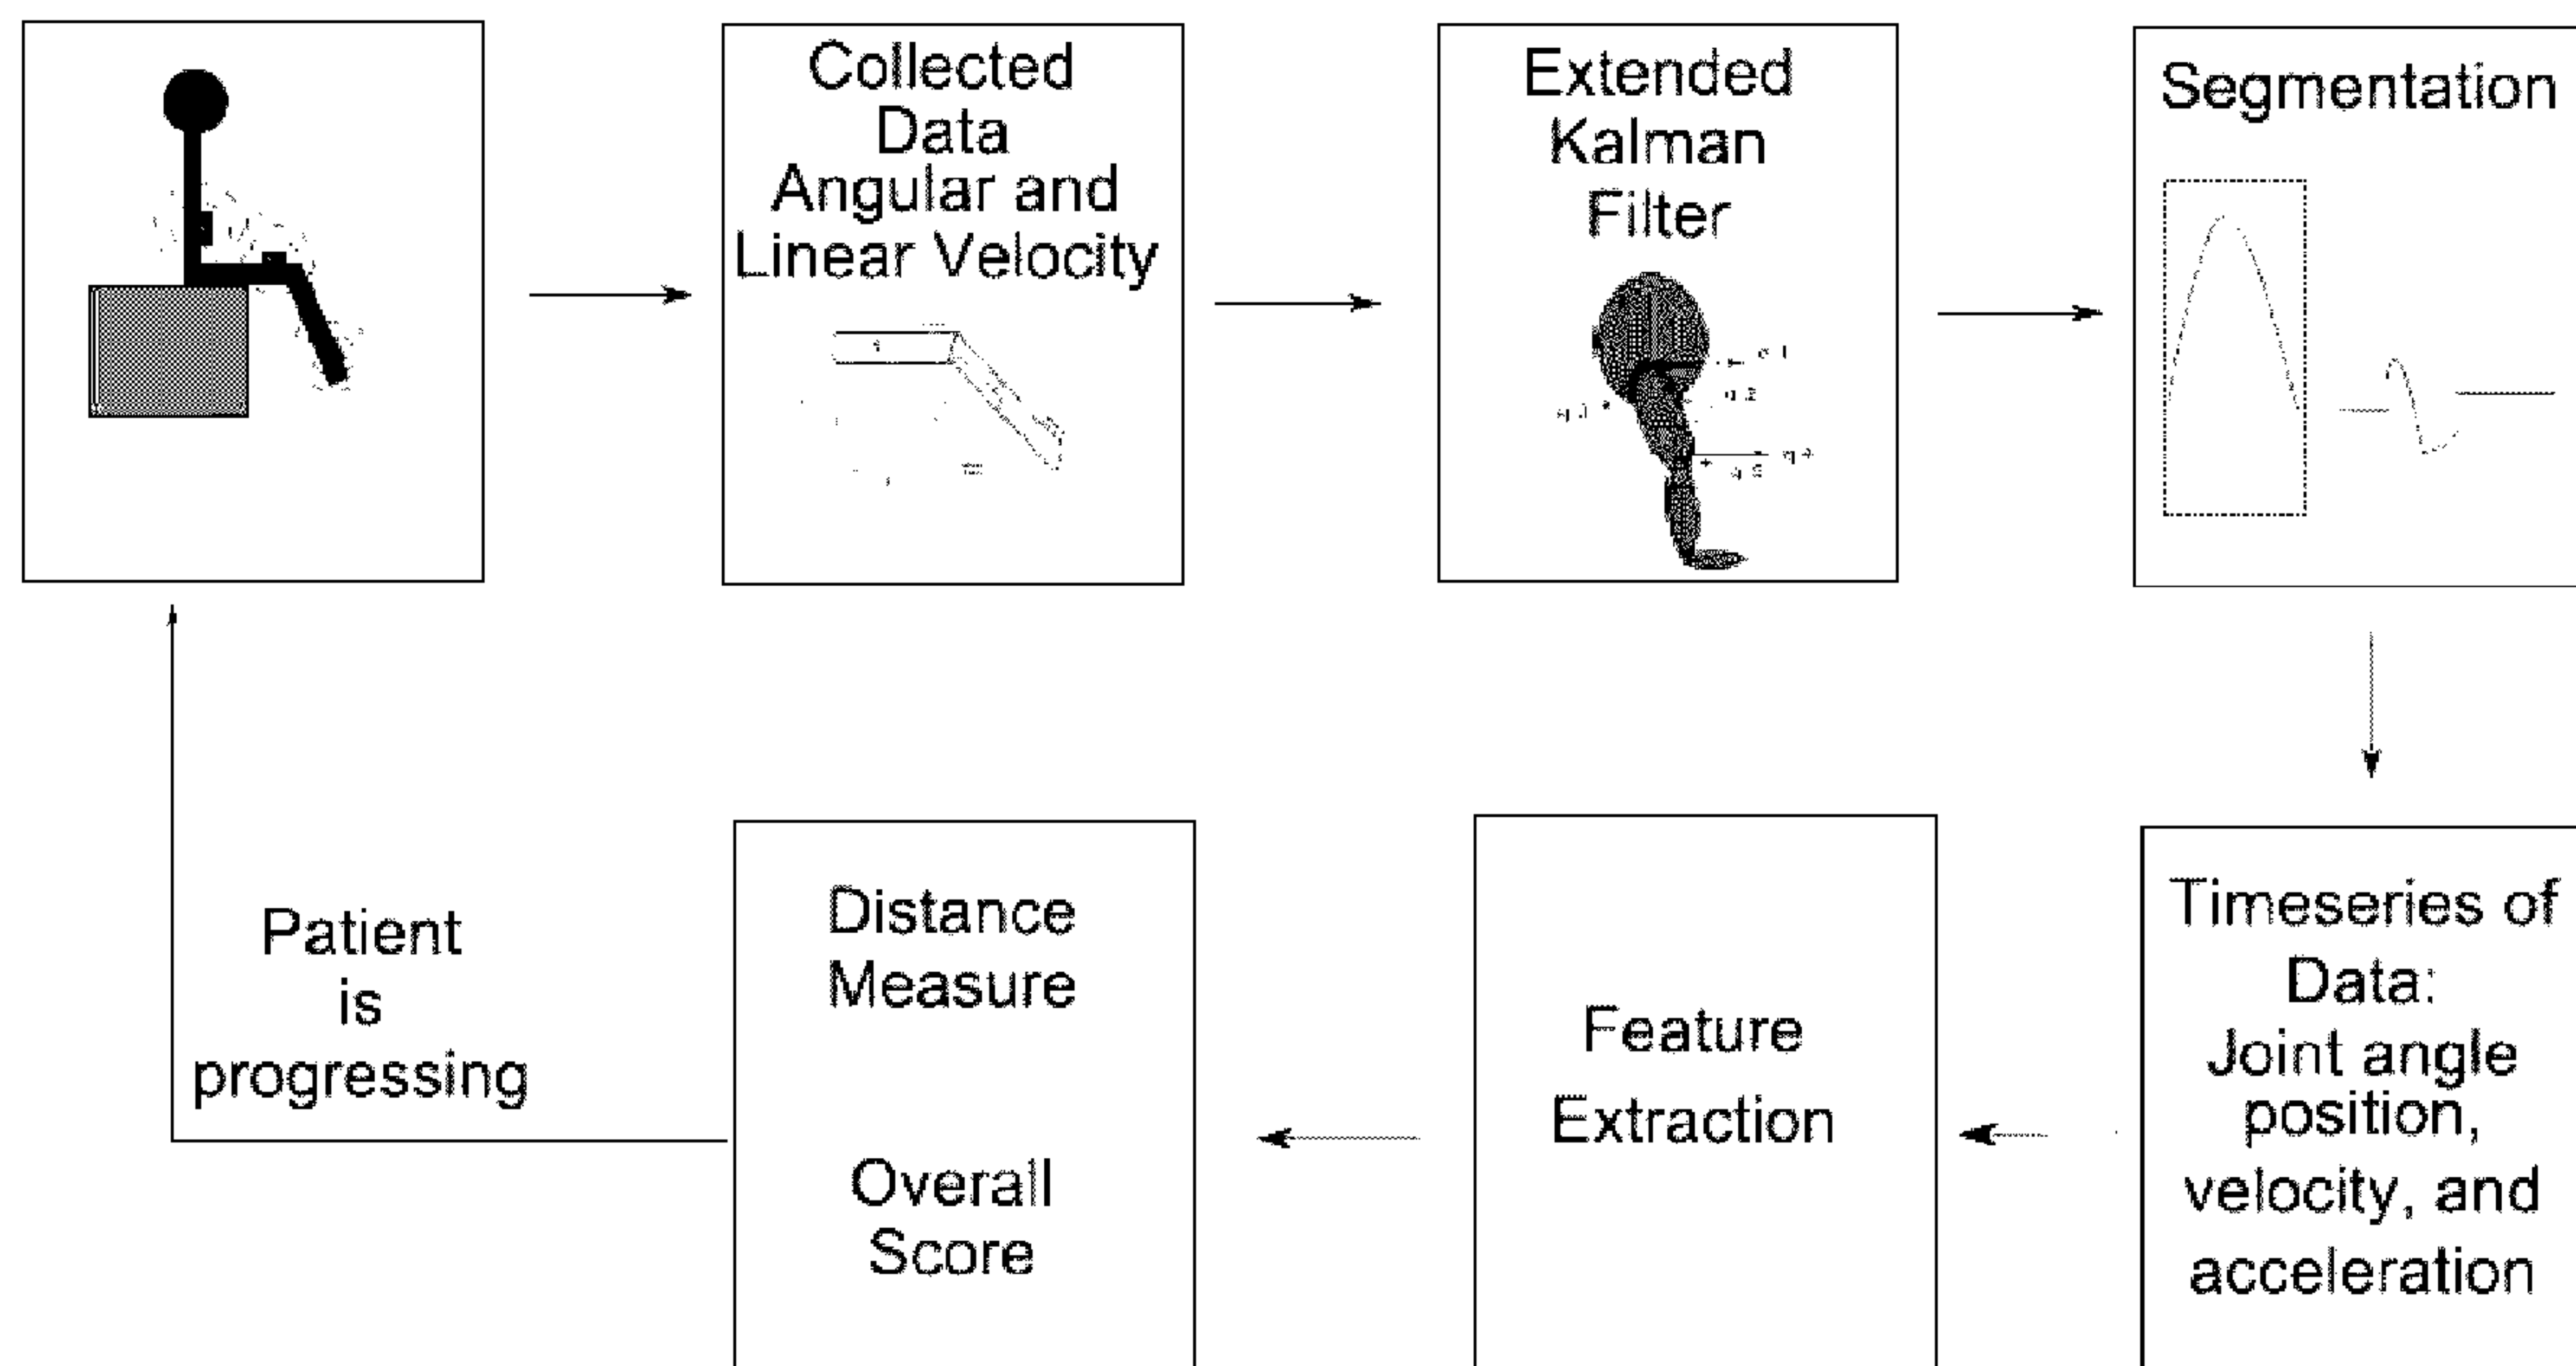 Collected
Data
Angular and
Linear Velocity
Extended
Kalman
Filter
Segmentation
Timeseries of
Data:
Joint angle
position,
velocity, and
acceleration
Feature
Extraction
Distance
Measure
Overall
Score
Patient
is
progressing